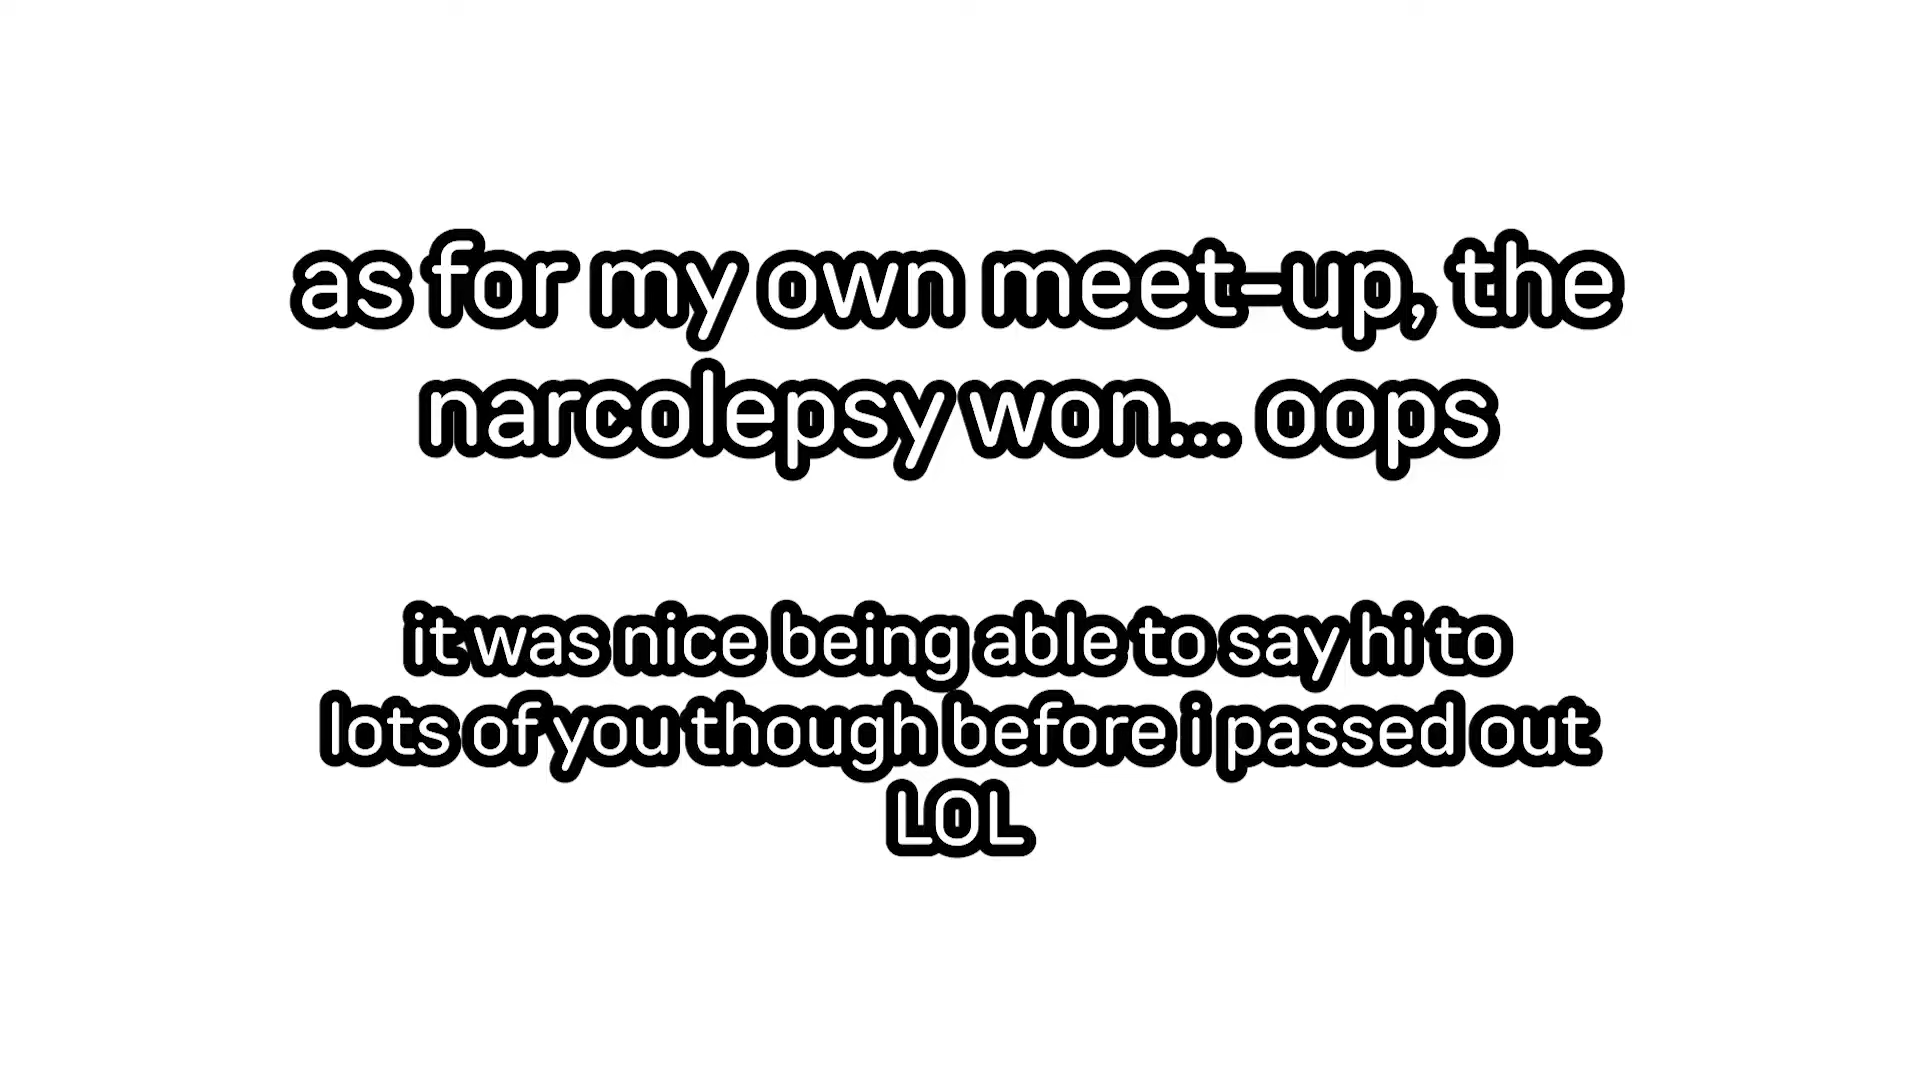 as for my own meet-up, the
narcolepsy won... oops
it was nice being able to say hi to
lots of you though before i passed out
LOL